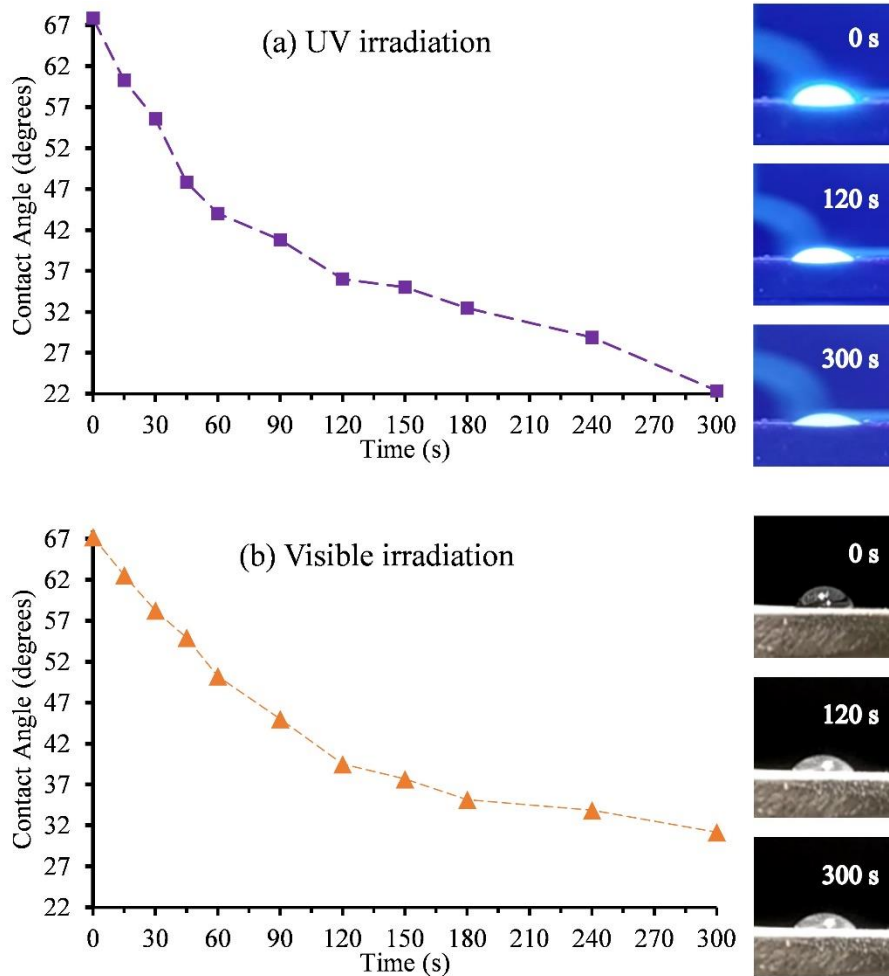 (a) UV irradiation
Contact Angle (degrees)
67
62
57
52
47
42
37
32
27
22
0 30 60 90 120 150 180 210 240 270 300
Time (s)
0 s
120 s
300 s
(b) Visible irradiation
Contact Angle (degrees)
67
62
57
52
47
42
37
32
27
22
0 30 60 90 120 150 180 210 240 270 300
Time (s)
0 s
120 s
300 s